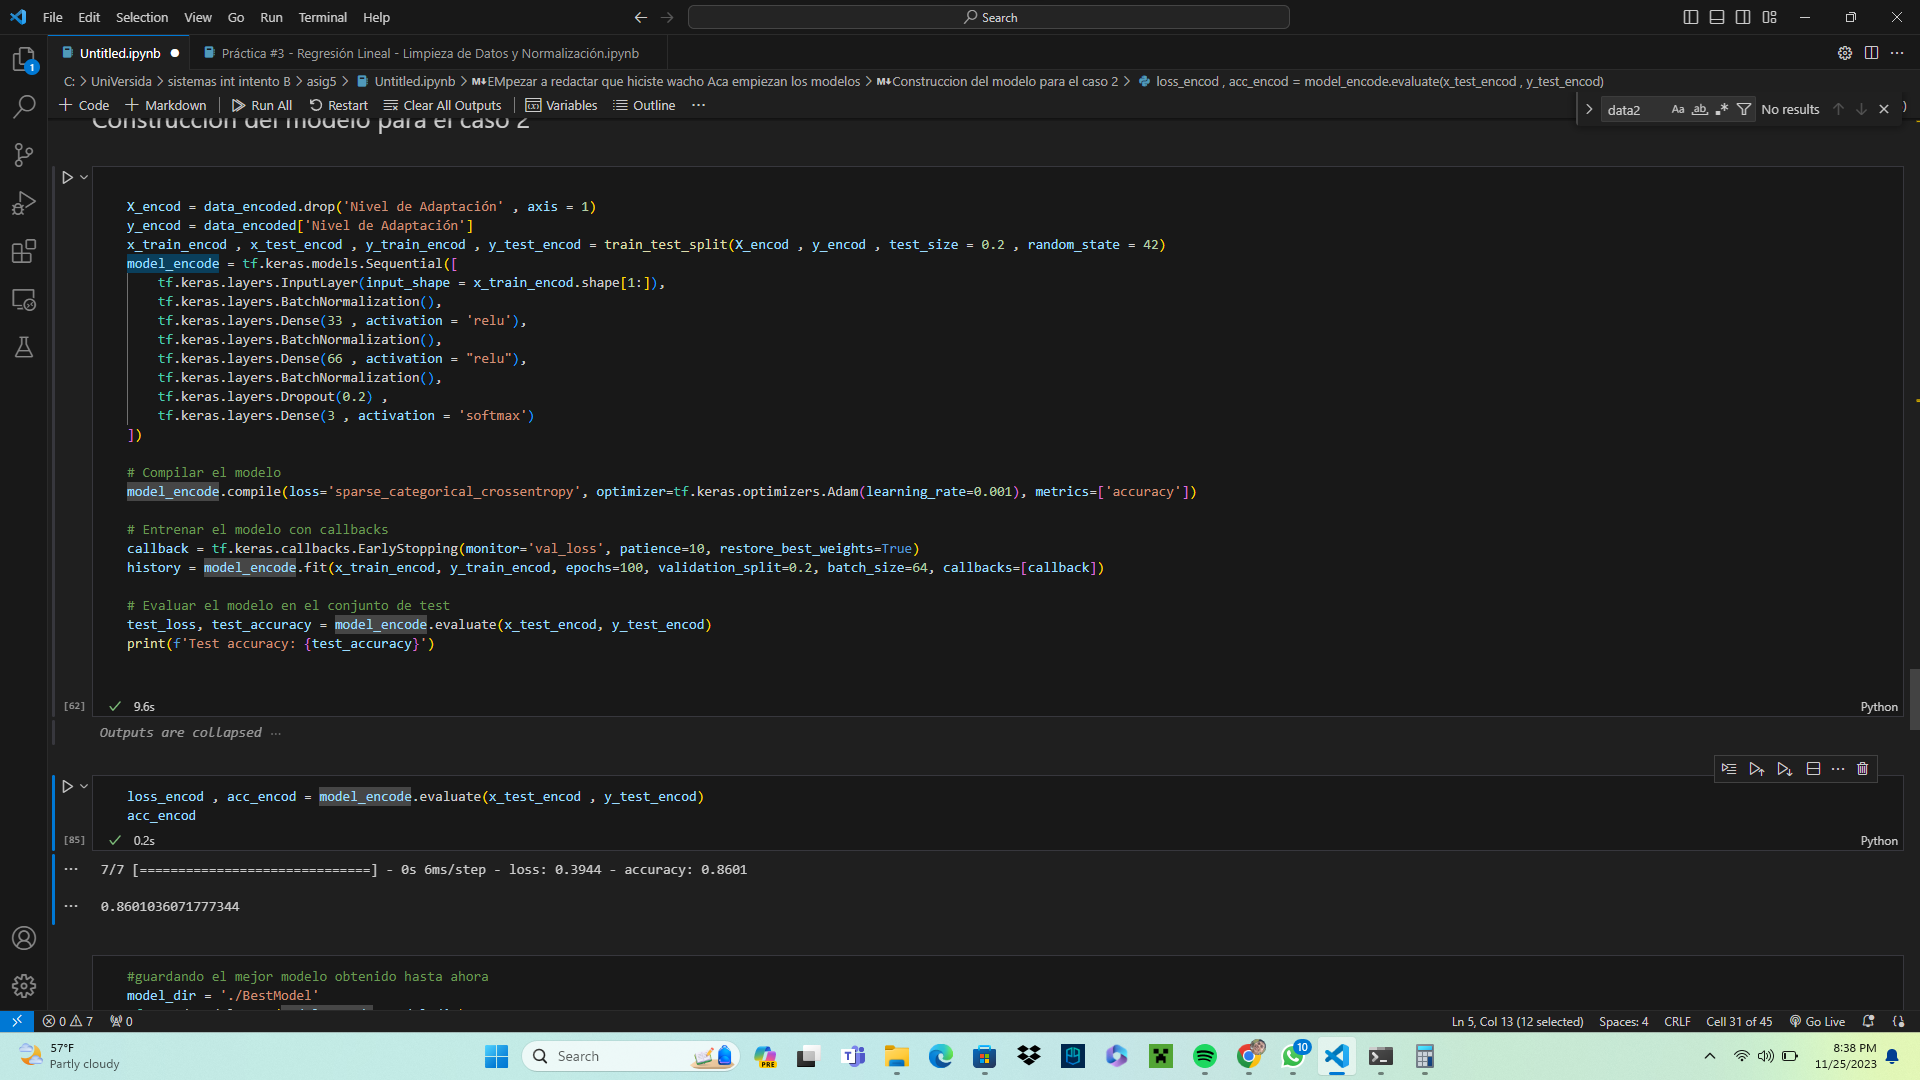 File Edit Selection View Go Run Terminal Help
Search
Untitled.ipynb
Práctica #3 - Regresión Lineal - Limpieza de Datos y Normalización.ipynb
C: > UniVersida > sistemas int intento B > asig5 > Untitled.ipynb > M↓EMpezar a redactar que hiciste wacho Aca empiezan los modelos > M↓Construccion del modelo para el caso 2 > loss_encod , acc_encod = model_encode.evaluate(x_test_encod , y_test_encod)
+ Code + Markdown Run All Restart Clear All Outputs Variables Outline ...
data2 Aa ab .* No results
Construccion del modelo para el caso 2
X_encod = data_encoded.drop('Nivel de Adaptación' , axis = 1)
y_encod = data_encoded['Nivel de Adaptación']
x_train_encod , x_test_encod , y_train_encod , y_test_encod = train_test_split(X_encod , y_encod , test_size = 0.2 , random_state = 42)
model_encode = tf.keras.models.Sequential([
tf.keras.layers.InputLayer(input_shape = x_train_encod.shape[1:]),
tf.keras.layers.BatchNormalization(),
tf.keras.layers.Dense(33 , activation = 'relu'),
tf.keras.layers.BatchNormalization(),
tf.keras.layers.Dense(66 , activation = "relu"),
tf.keras.layers.BatchNormalization(),
tf.keras.layers.Dropout(0.2) ,
tf.keras.layers.Dense(3 , activation = 'softmax')
])
# Compilar el modelo
model_encode.compile(loss='sparse_categorical_crossentropy', optimizer=tf.keras.optimizers.Adam(learning_rate=0.001), metrics=['accuracy'])
# Entrenar el modelo con callbacks
callback = tf.keras.callbacks.EarlyStopping(monitor='val_loss', patience=10, restore_best_weights=True)
history = model_encode.fit(x_train_encod, y_train_encod, epochs=100, validation_split=0.2, batch_size=64, callbacks=[callback])
# Evaluar el modelo en el conjunto de test
test_loss, test_accuracy = model_encode.evaluate(x_test_encod, y_test_encod)
print(f'Test accuracy: {test_accuracy}')
[62] 9.6s Python
Outputs are collapsed ...
loss_encod , acc_encod = model_encode.evaluate(x_test_encod , y_test_encod)
acc_encod
[85] 0.2s Python
7/7 [==============================] - 0s 6ms/step - loss: 0.3944 - accuracy: 0.8601
0.8601036071777344
#guardando el mejor modelo obtenido hasta ahora
model_dir = './BestModel'
0 7 0 Ln 5, Col 13 (12 selected) Spaces: 4 CRLF Cell 31 of 45 Go Live
57°F
Partly cloudy
Search
PRE
10
8:38 PM
11/25/2023